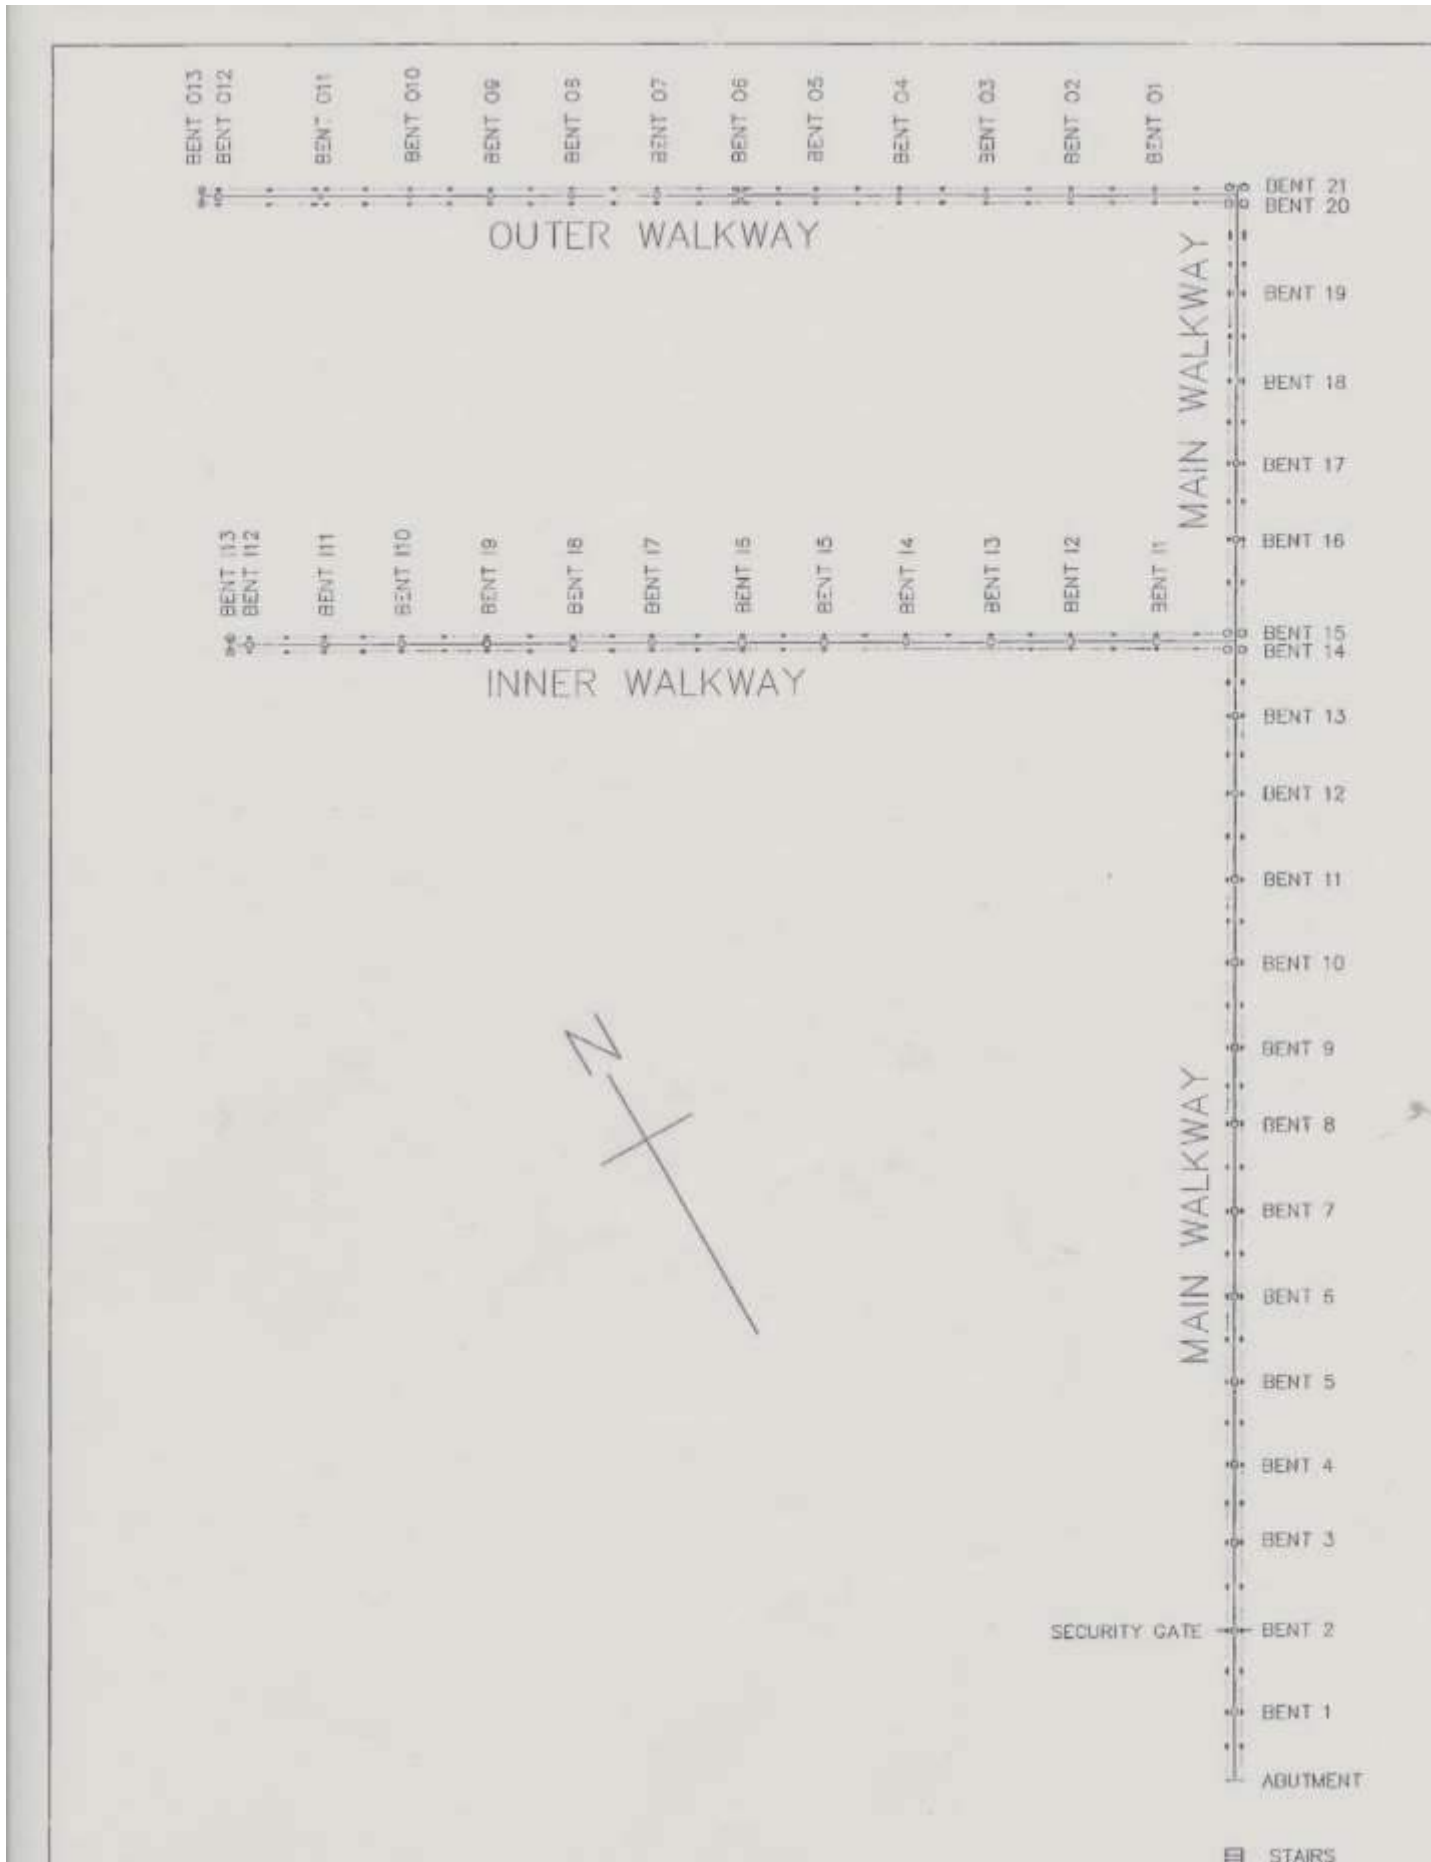 BENT O13
BENT O12
BENT O11
BENT O10
BENT O9
BENT O8
BENT O7
BENT O6
BENT O5
BENT O4
BENT O3
BENT O2
BENT O1
BENT 21
BENT 20
OUTER WALKWAY
MAIN WALKWAY
BENT 19
BENT 18
BENT 17
BENT 16
BENT I13
BENT I12
BENT I11
BENT I10
BENT I9
BENT I8
BENT I7
BENT I6
BENT I5
BENT I4
BENT I3
BENT I2
BENT I1
BENT 15
BENT 14
INNER WALKWAY
BENT 13
BENT 12
BENT 11
BENT 10
N
BENT 9
MAIN WALKWAY
BENT 8
BENT 7
BENT 6
BENT 5
BENT 4
BENT 3
SECURITY GATE
BENT 2
BENT 1
ABUTMENT
STAIRS